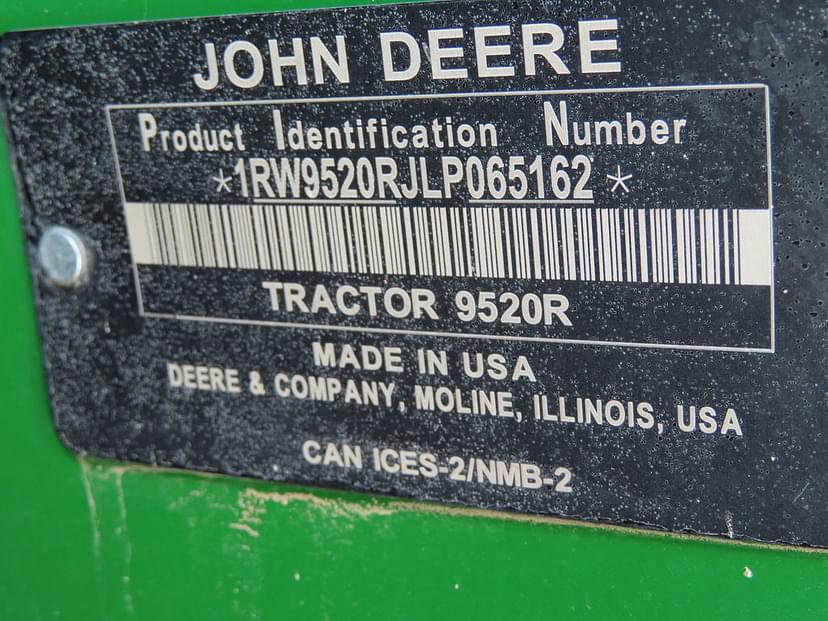 JOHN DEERE
Product Identification Number
*1RW9520RJLP065162*
TRACTOR 9520R
MADE IN USA
DEERE & COMPANY, MOLINE, ILLINOIS, USA
CAN ICES-2/NMB-2